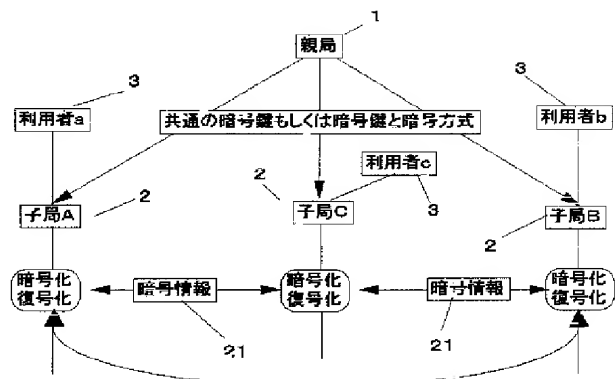 1
親局
3
3
利用者a
利用者b
共通の暗号鍵もしくは暗号鍵と暗号方式
利用者c
2
2
3
子局A
子局C
子局B
2
暗号化
復号化
暗号情報
暗号化
復号化
暗号情報
暗号化
復号化
21
21